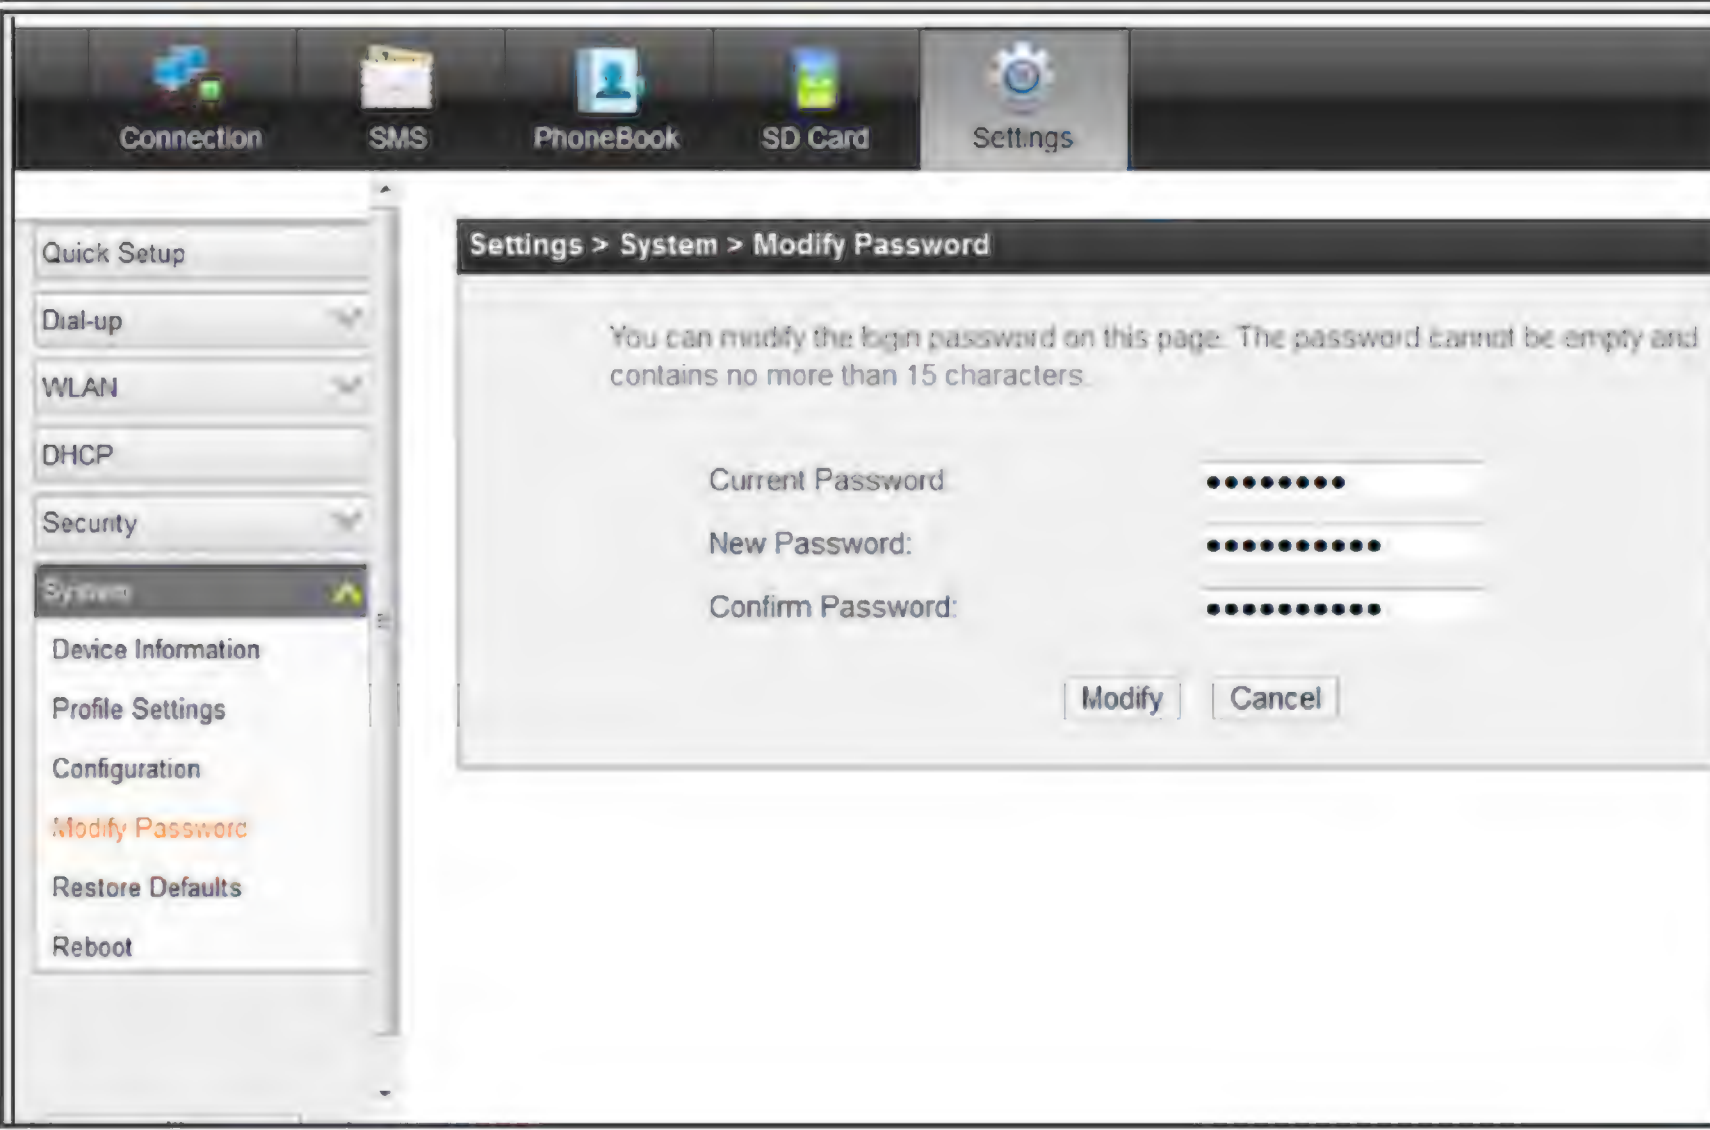 Connection
SMS
PhoneBook
SD Card
Settings
Quick Setup
Dial-up
WLAN
DHCP
Security
System
Device Information
Profile Settings
Configuration
Modify Password
Restore Defaults
Reboot
Settings > System > Modify Password
You can modify the login password on this page. The password cannot be empty and
contains no more than 15 characters.
Current Password
●●●●●●●●
New Password:
●●●●●●●●●●
Confirm Password:
●●●●●●●●●●
Modify
Cancel